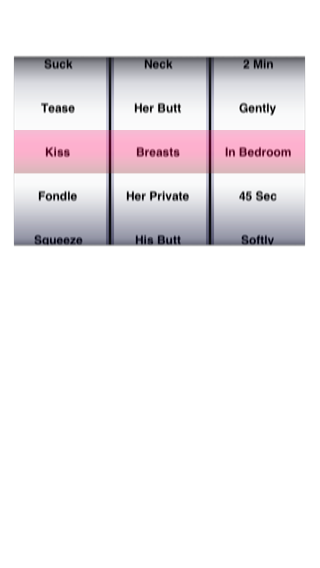 Suck Neck 2 Min
Tease Her Butt Gently
Kiss Breasts In Bedroom
Fondle Her Private 45 Sec
Squeeze His Butt Softly